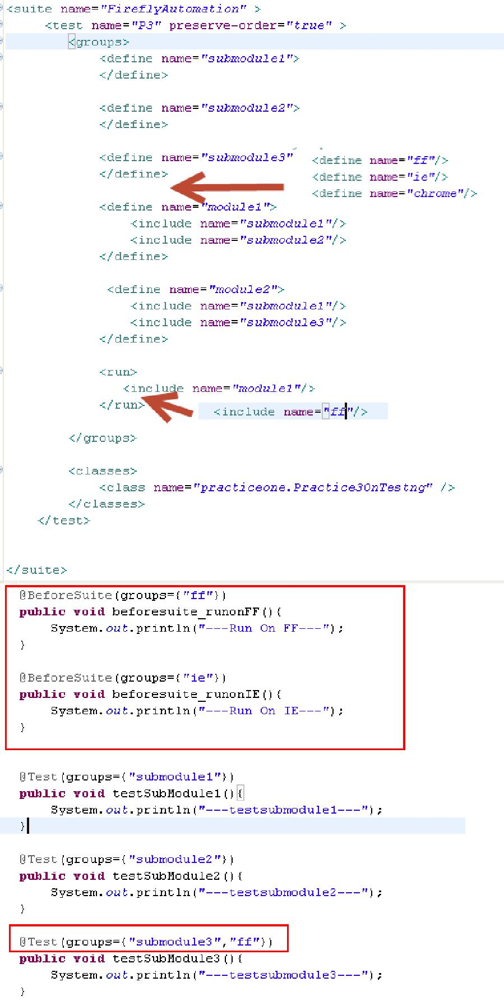 <suite name="FireflyAutomation" >
<test name="P3" preserve-order="true" >
<groups>
<define name="submodule1">
</define>
<define name="submodule2">
</define>
<define name="submodule3"
</define>
<define name="ff"/>
<define name="ie"/>
<define name="chrome"/>
<define name="module1">
<include name="submodule1"/>
<include name="submodule2"/>
</define>
<define name="module2">
<include name="submodule1"/>
<include name="submodule3"/>
</define>
<run>
<include name="module1"/>
</run>
<include name="ff"/>
</groups>
<classes>
<class name="practiceone.Practice3OnTestng" />
</classes>
</test>
</suite>
@BeforeSuite(groups={"ff"})
public void beforesuite_runonFF(){
System.out.println("---Run On FF---");
}
@BeforeSuite(groups={"ie"})
public void beforesuite_runonIE(){
System.out.println("---Run On IE---");
}
@Test(groups={"submodule1"})
public void testSubModule1(){
System.out.println("---testsubmodule1---");
}
@Test(groups={"submodule2"})
public void testSubModule2(){
System.out.println("---testsubmodule2---");
}
@Test(groups={"submodule3","ff"})
public void testSubModule3(){
System.out.println("---testsubmodule3---");
}